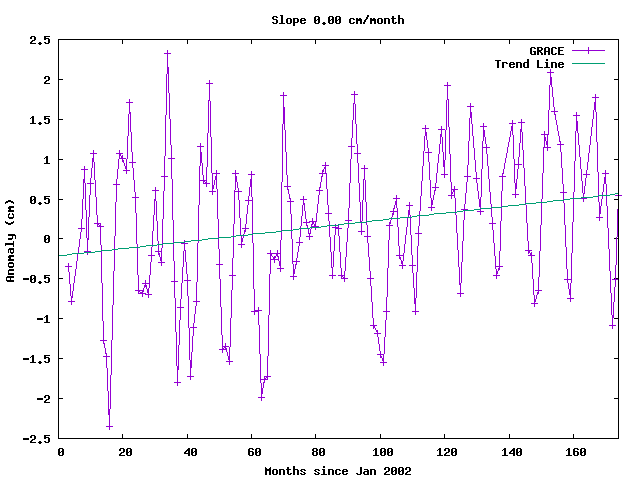 Slope 0.00 cm/month
GRACE
Trend Line
2.5
2
1.5
1
0.5
0
-0.5
-1
-1.5
-2
-2.5
Anomaly (cm)
0 20 40 60 80 100 120 140 160
Months since Jan 2002